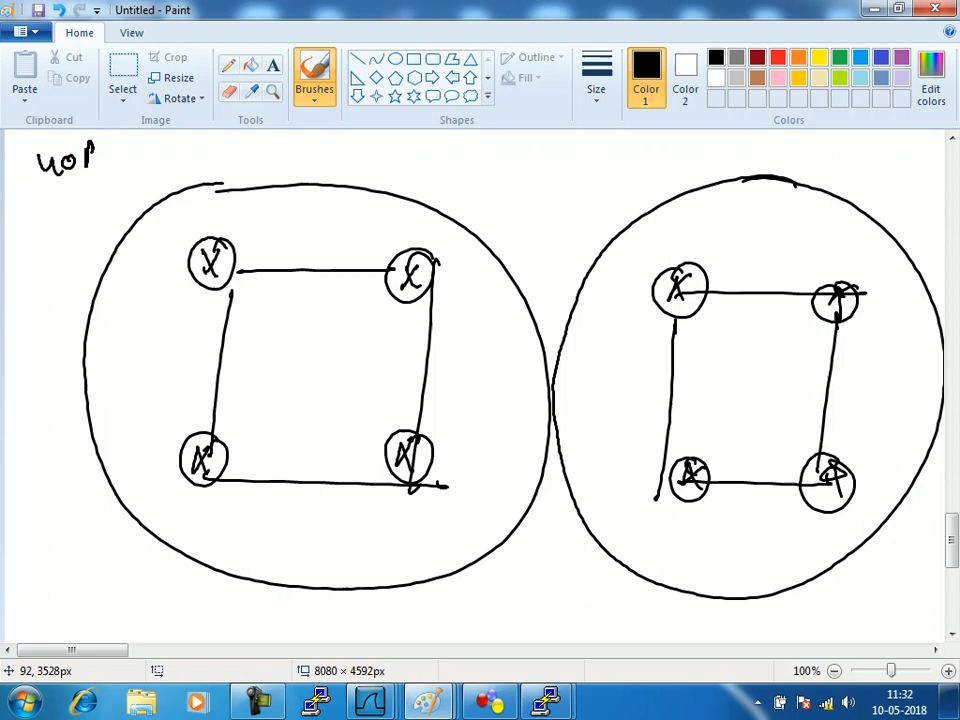 Untitled - Paint
Home View
Cut
Copy
Paste
Clipboard
Crop
Resize
Rotate
Select
Image
A
Tools
Brushes
Outline
Fill
Shapes
Size
Color 1
Color 2
Edit colors
Colors
X X X X
X X X
92, 3528px
8080 × 4592px
100%
11:32
10-05-2018